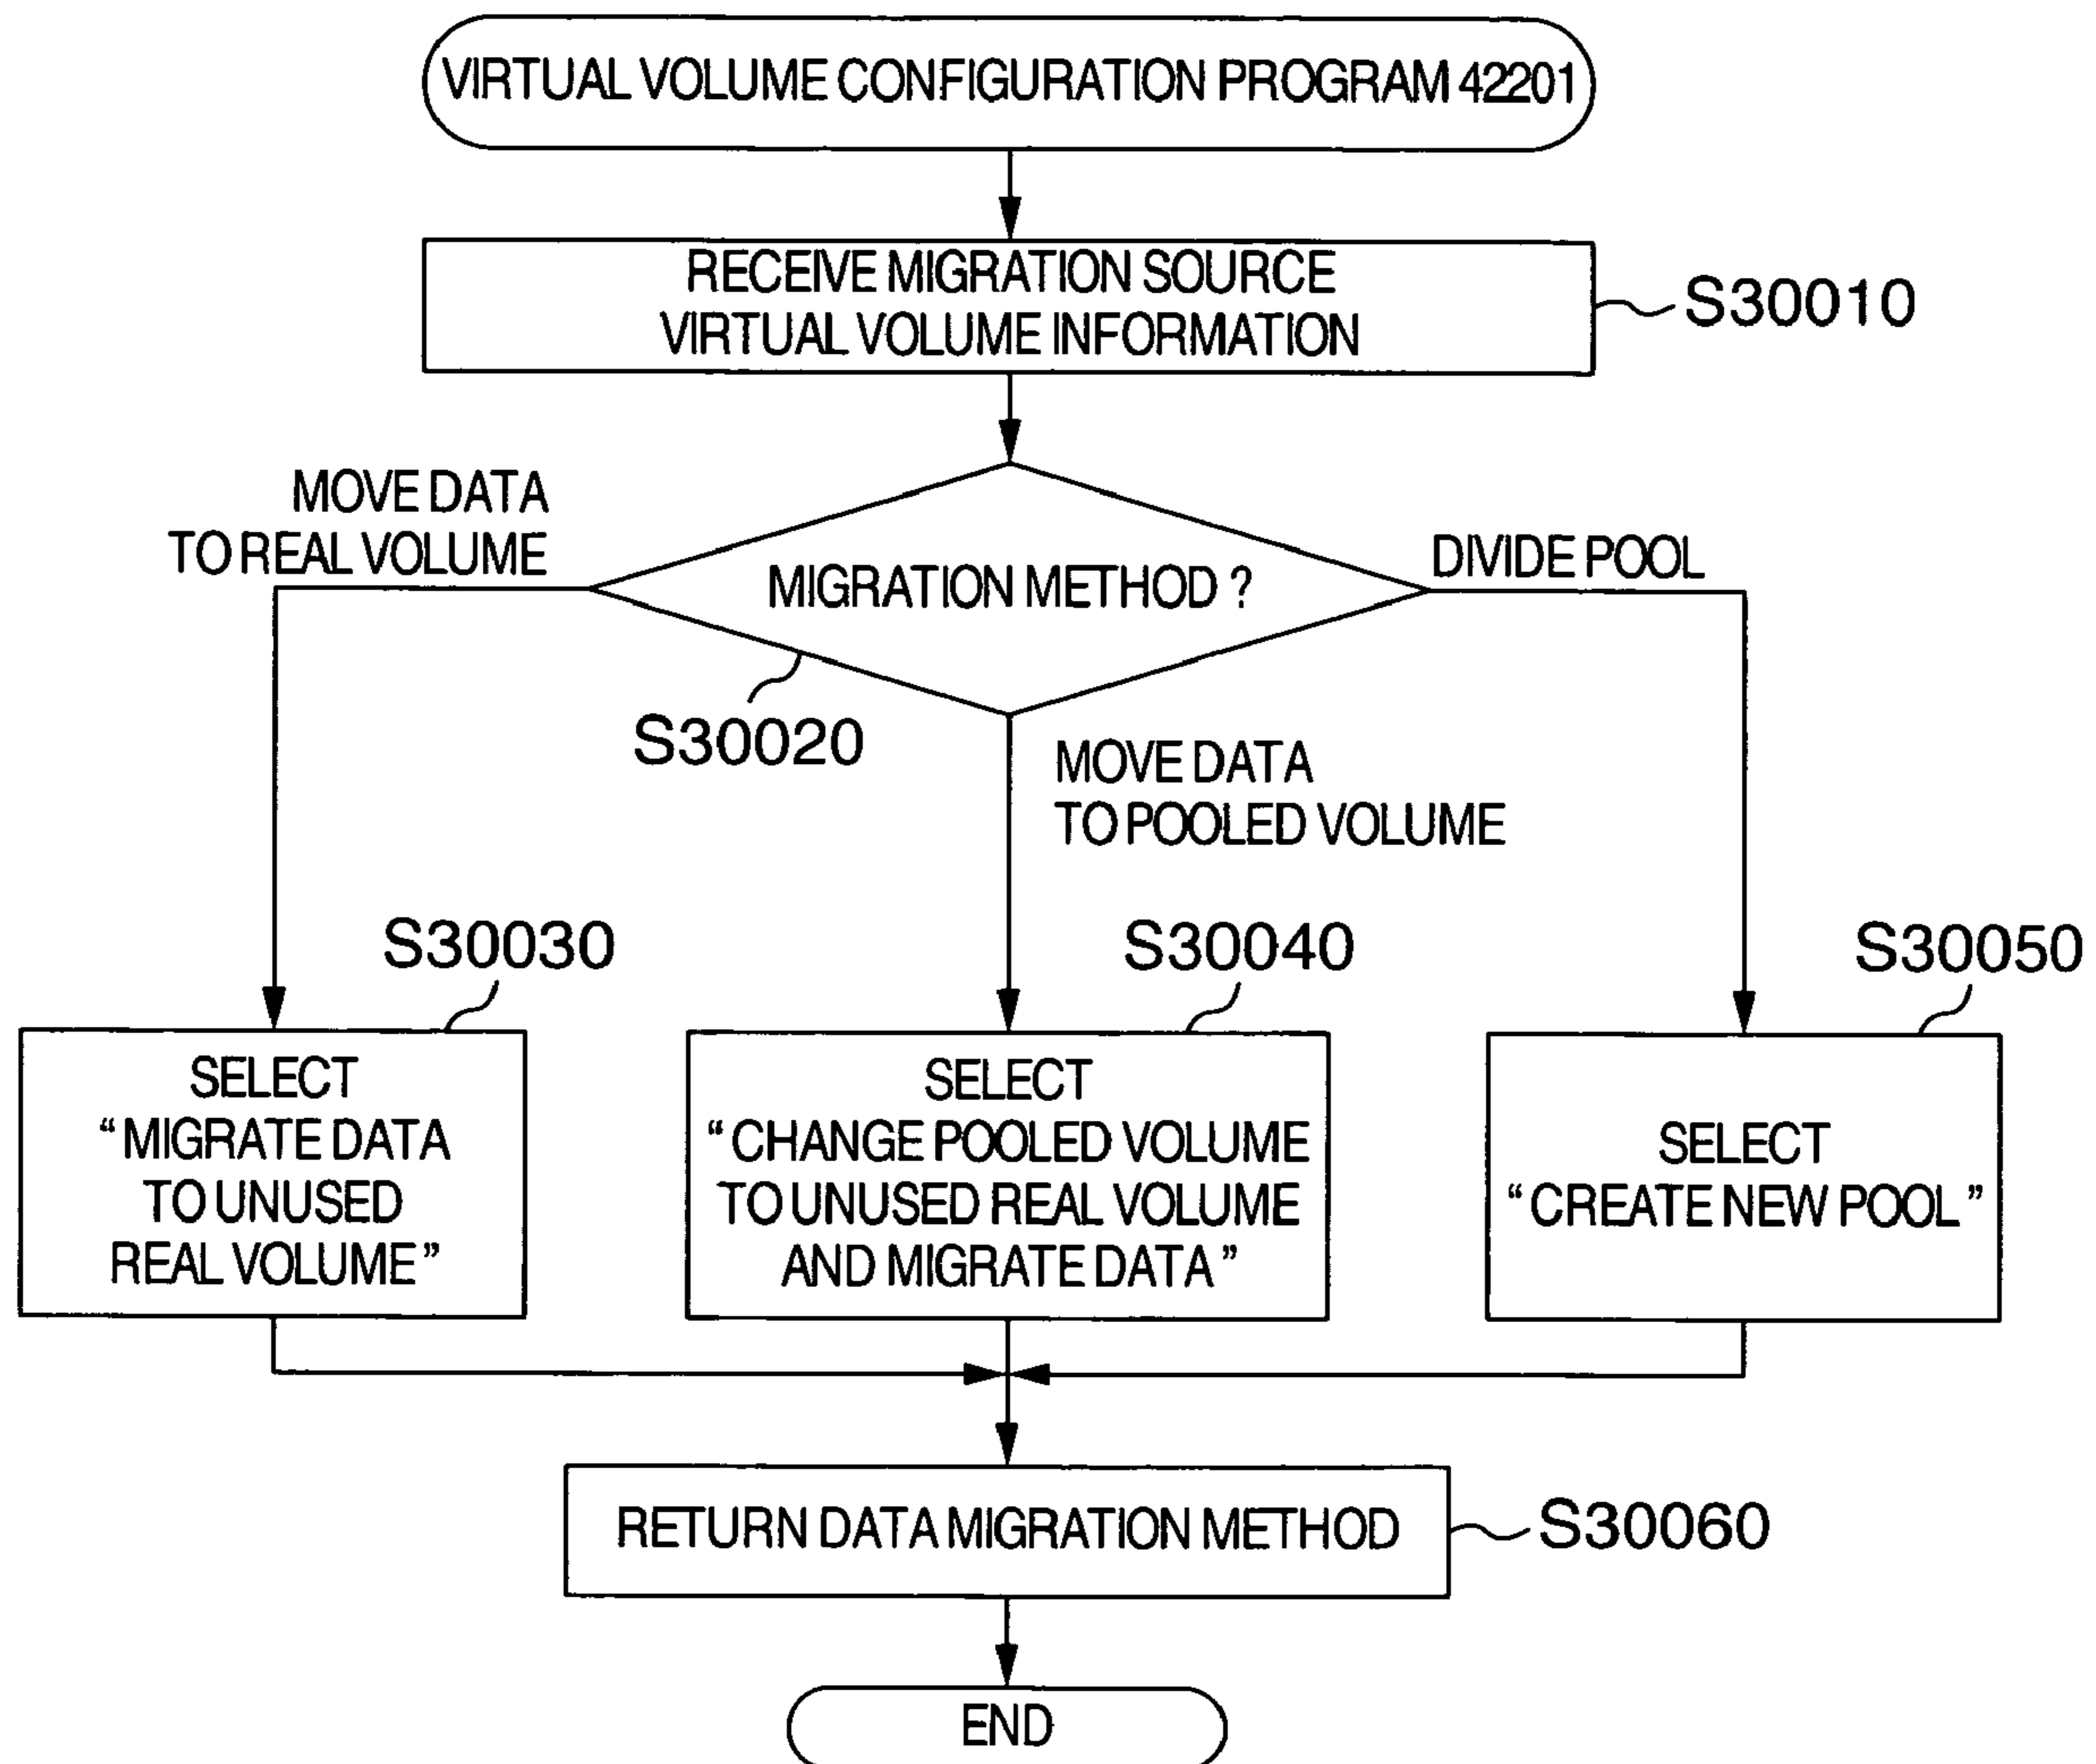 VIRTUAL VOLUME CONFIGURATION PROGRAM 42201
RECEIVE MIGRATION SOURCE
VIRTUAL VOLUME INFORMATION
S30010
MOVE DATA
TO REAL VOLUME
MIGRATION METHOD ?
DIVIDE POOL
S30020
MOVE DATA
TO POOLED VOLUME
S30030
S30040
S30050
SELECT
“ MIGRATE DATA
TO UNUSED
REAL VOLUME ”
SELECT
“ CHANGE POOLED VOLUME
TO UNUSED REAL VOLUME
AND MIGRATE DATA ”
SELECT
“ CREATE NEW POOL ”
RETURN DATA MIGRATION METHOD
S30060
END